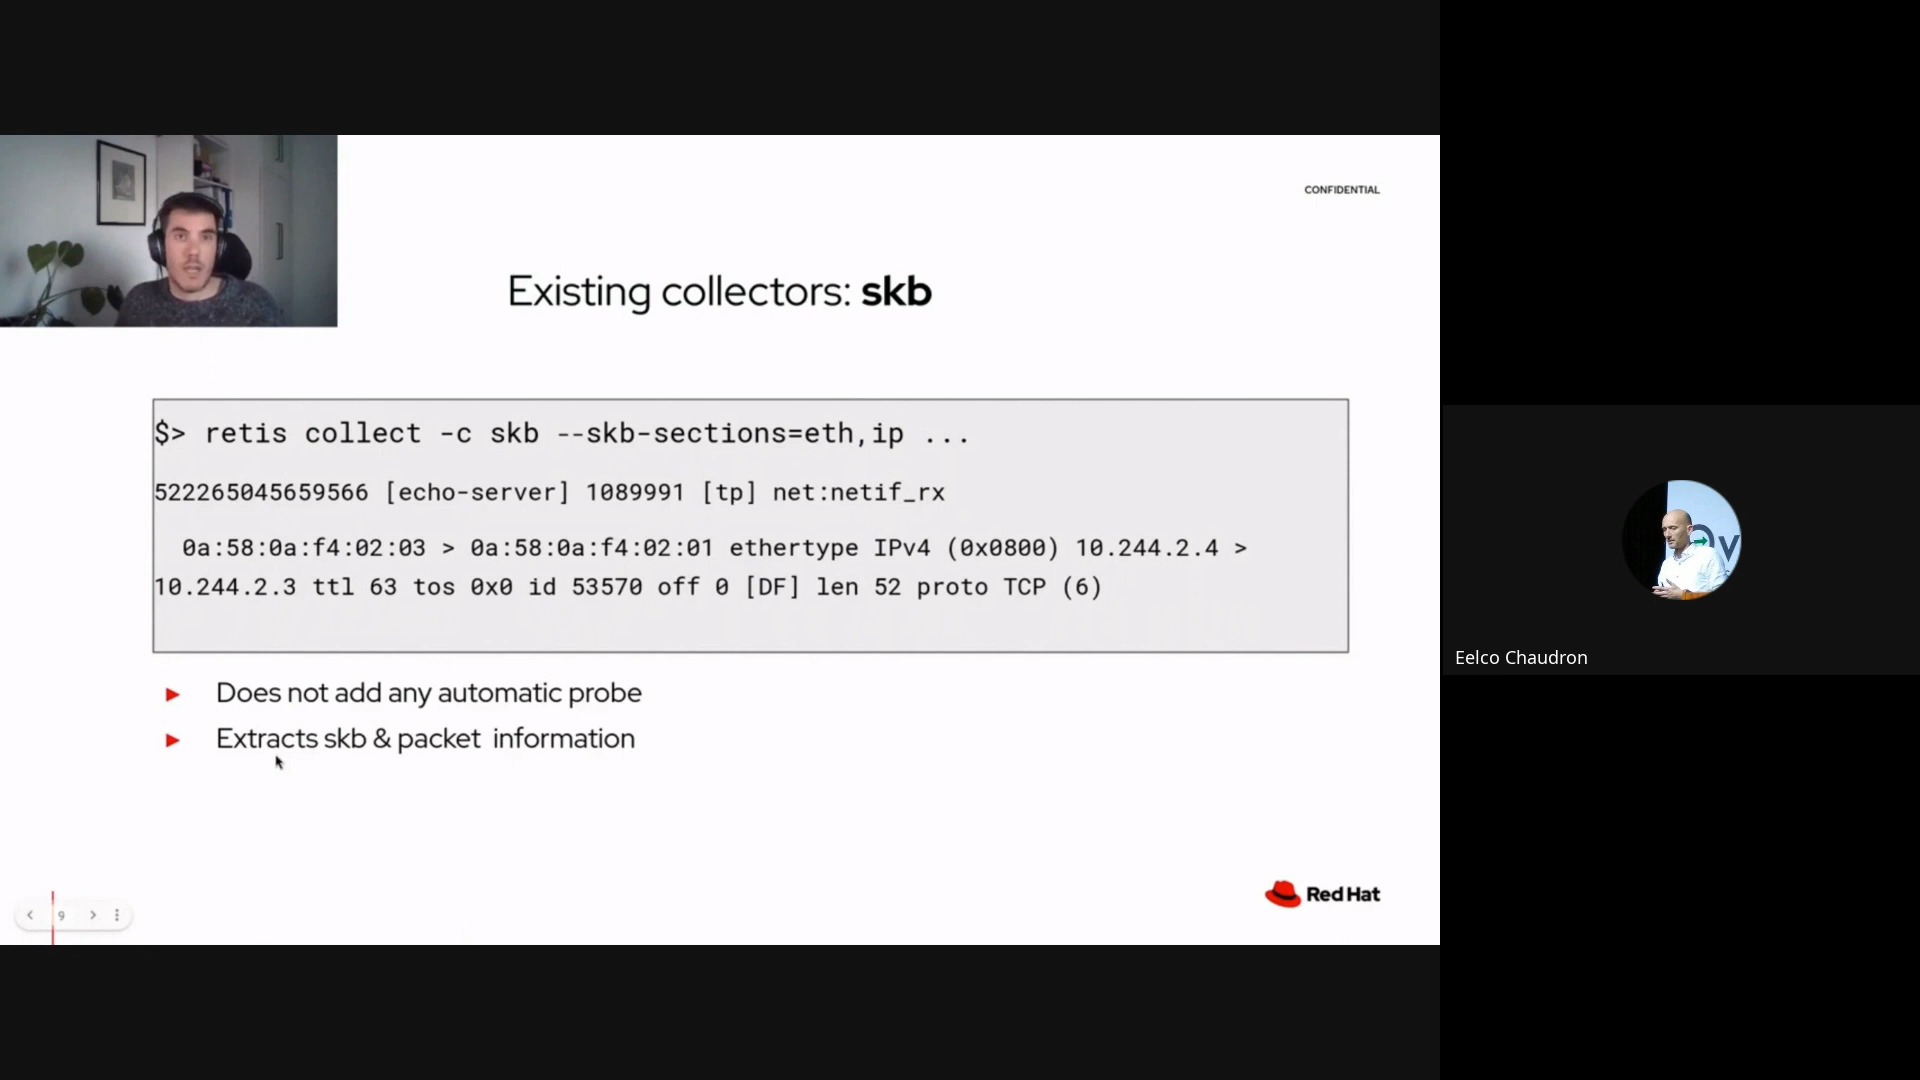 CONFIDENTIAL
Existing collectors: skb
$> retis collect -c skb --skb-sections=eth,ip ...
522265045659566 [echo-server] 1089991 [tp] net:netif_rx
0a:58:0a:f4:02:03 > 0a:58:0a:f4:02:01 ethertype IPv4 (0x0800) 10.244.2.4 >
10.244.2.3 ttl 63 tos 0x0 id 53570 off 0 [DF] len 52 proto TCP (6)
► Does not add any automatic probe
► Extracts skb & packet information
Red Hat
9
Eelco Chaudron